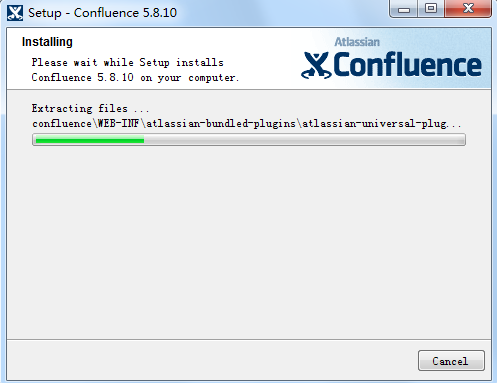 Setup - Confluence 5.8.10
Installing
Please wait while Setup installs
Confluence 5.8.10 on your computer.
Atlassian
Confluence
Extracting files ...
confluence\WEB-INF\atlassian-bundled-plugins\atlassian-universal-plug...
Cancel